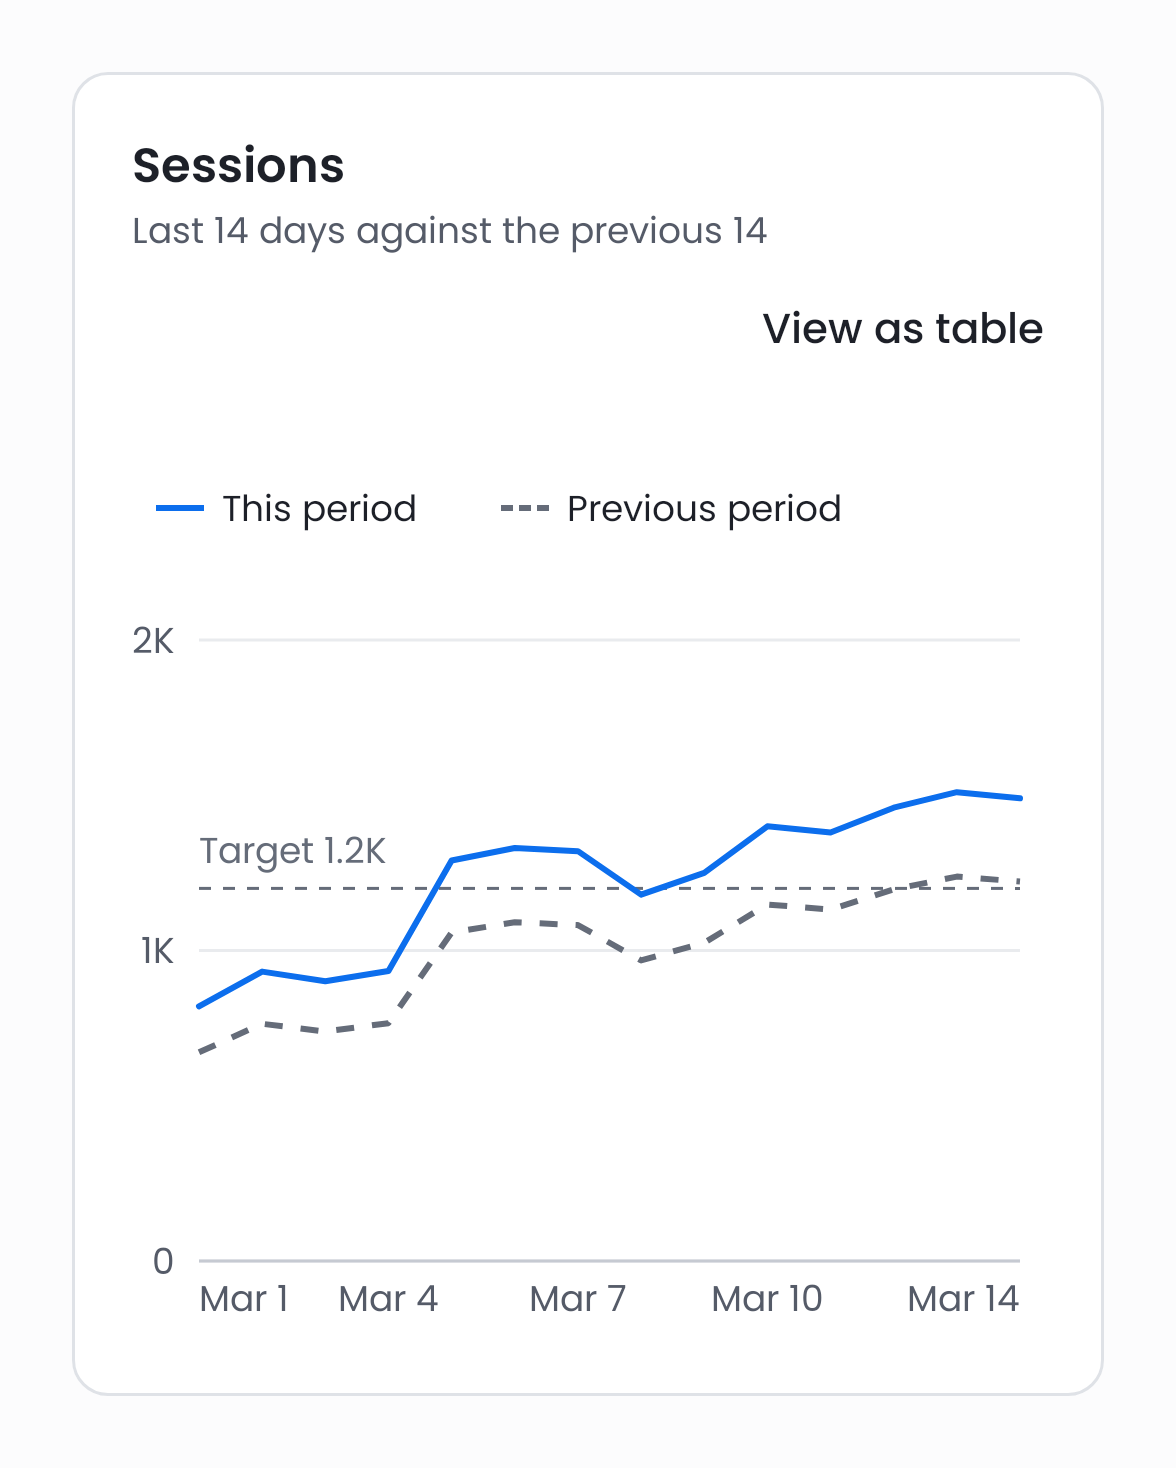 Sessions
Last 14 days against the previous 14
View as table
This period
Previous period
2K
Target 1.2K
1K
0
Mar 1
Mar 4
Mar 7
Mar 10
Mar 14